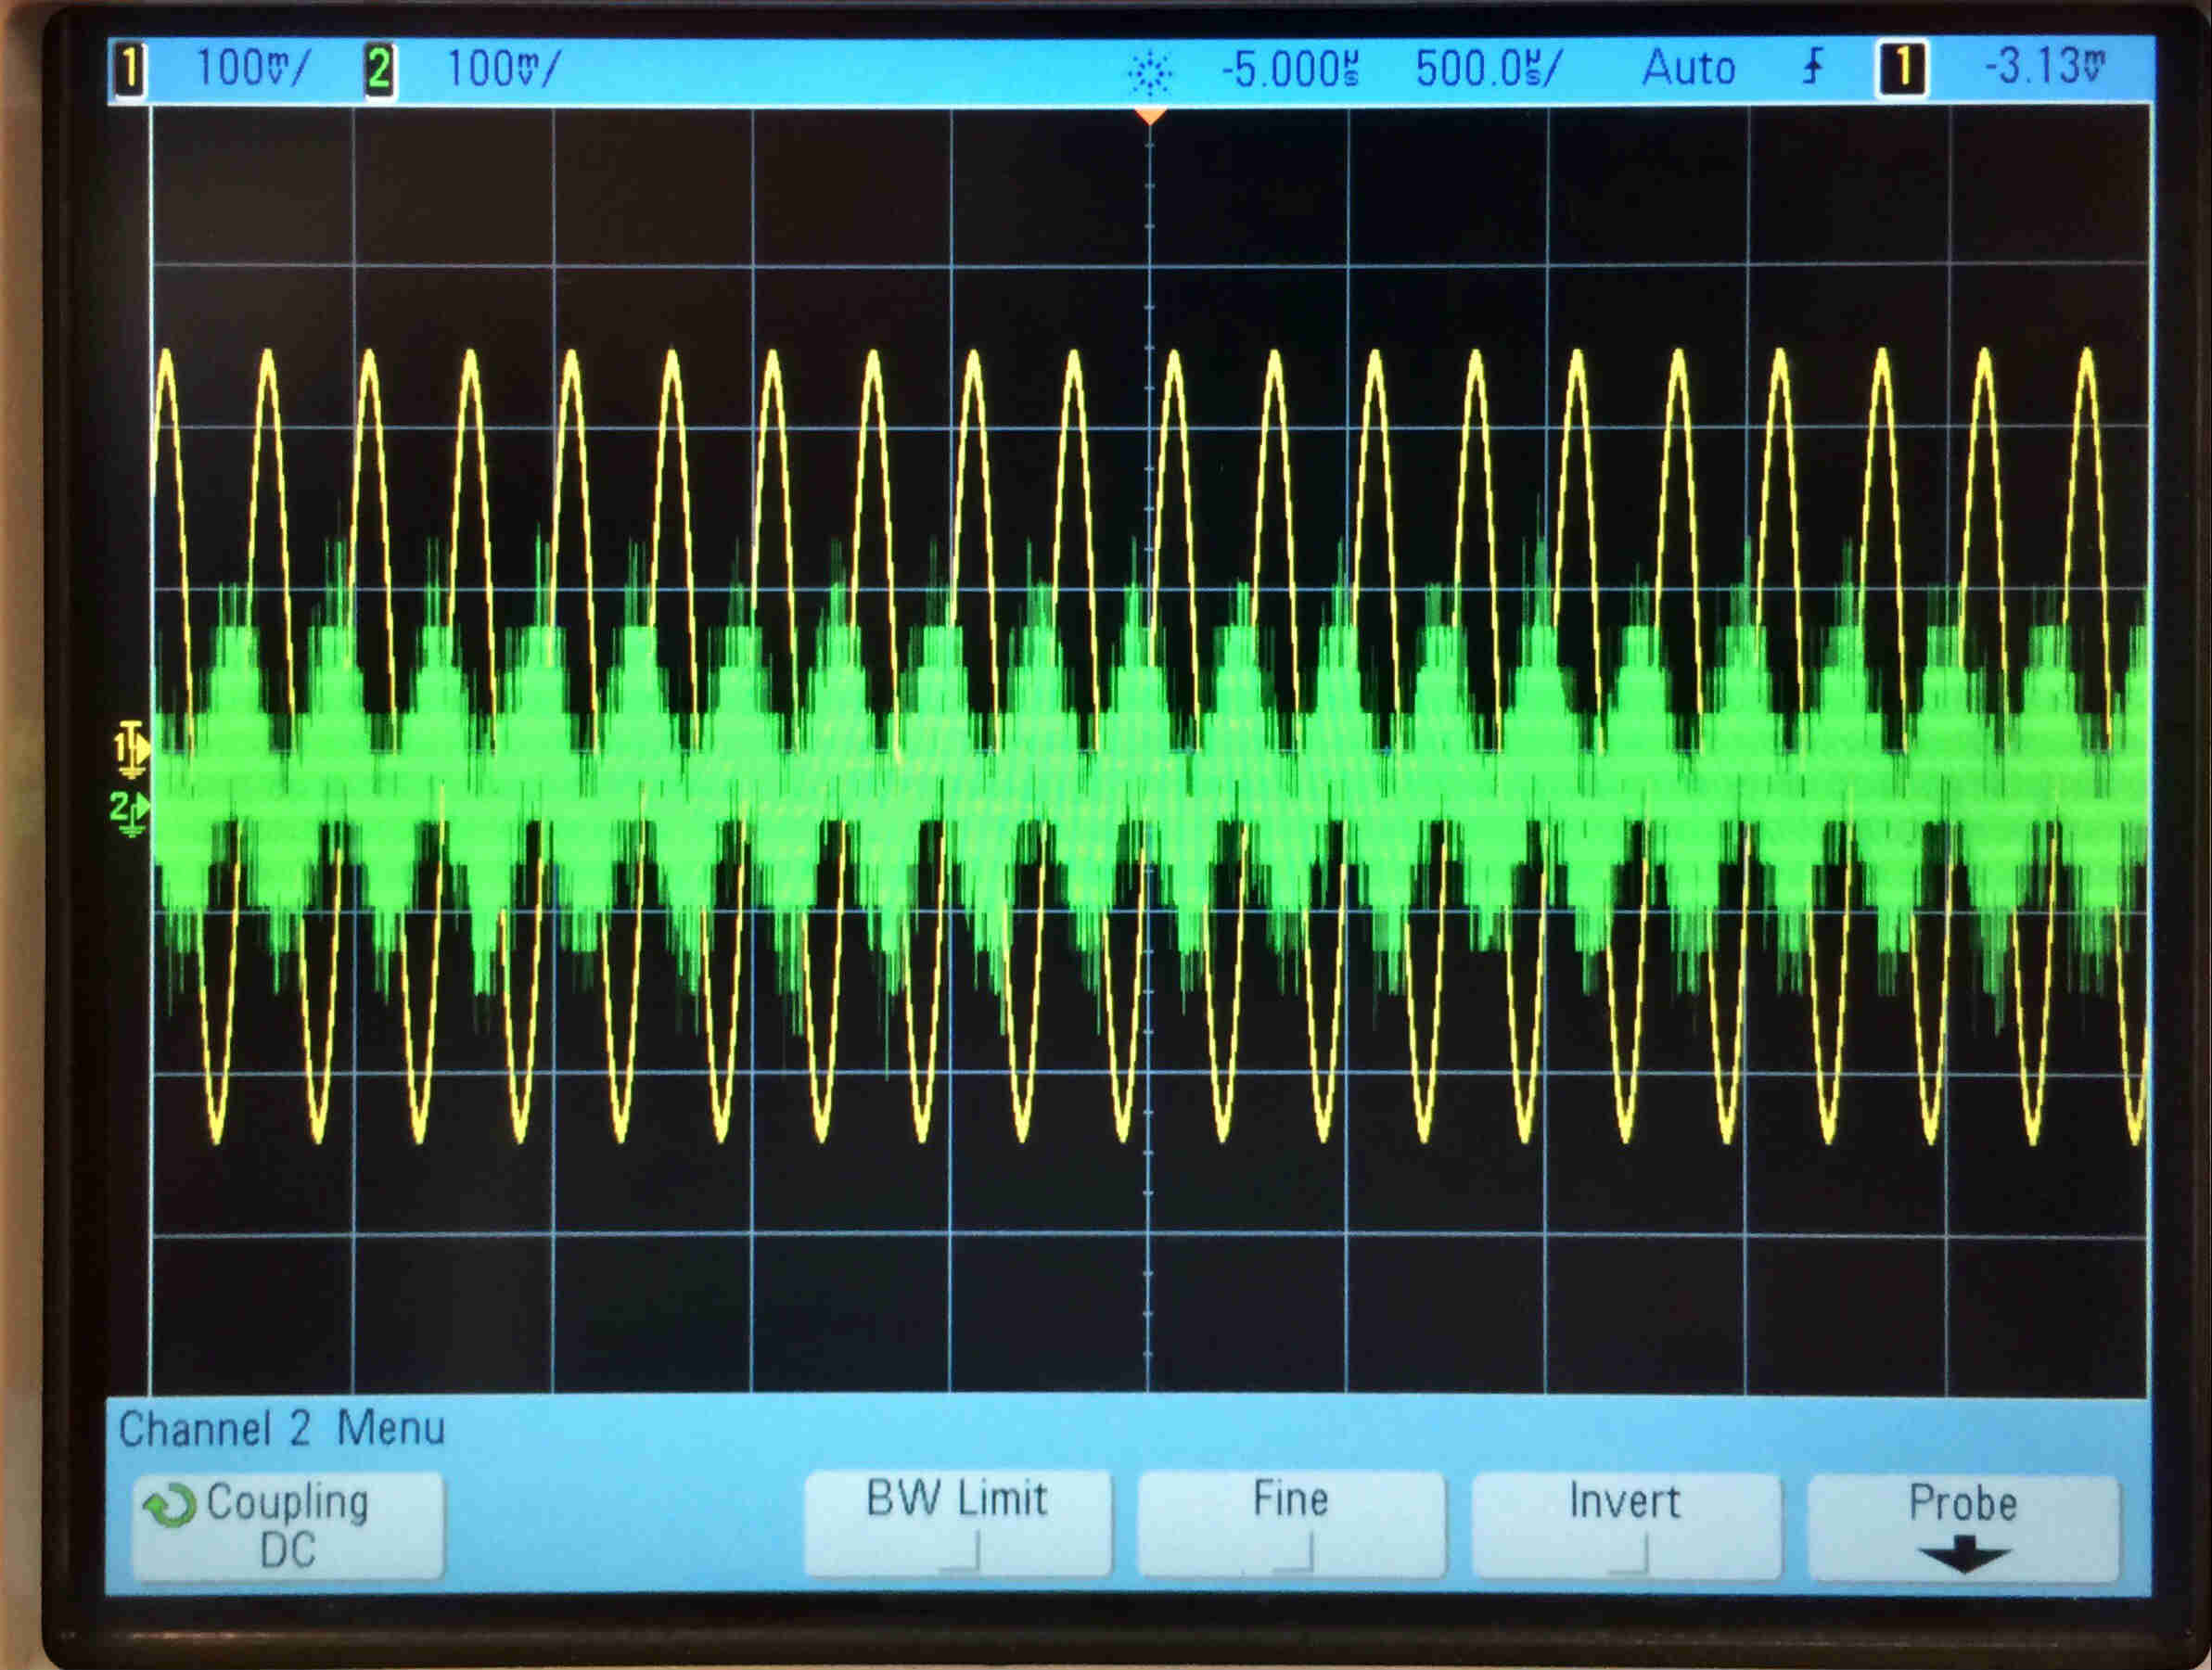 1 100mV/ 2 100mV/ -5.000µs 500.0µs/ Auto 1 -3.13mV
1
2
Channel 2 Menu
Coupling BW Limit Fine Invert Probe
DC